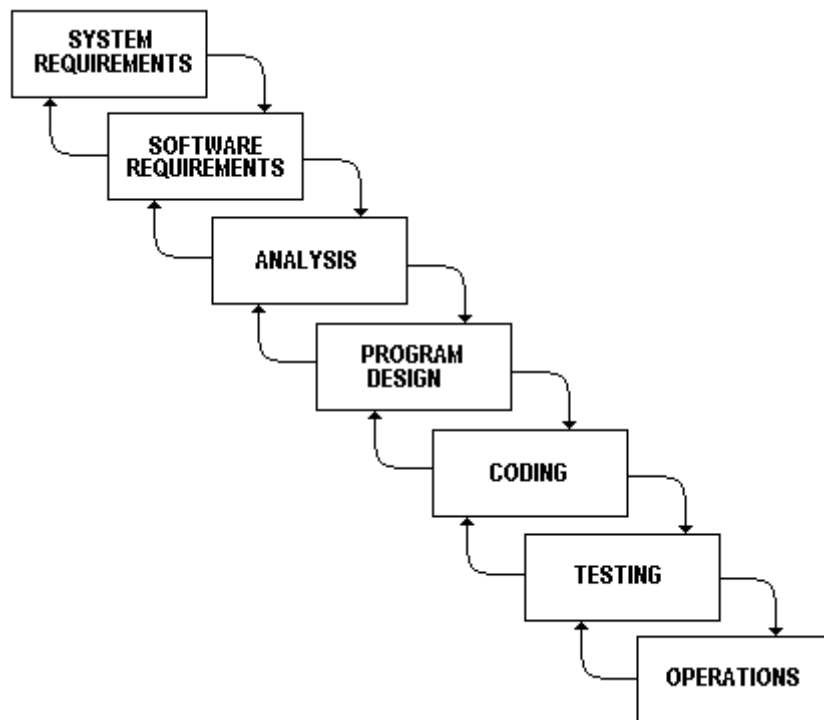 SYSTEM
REQUIREMENTS
SOFTWARE
REQUIREMENTS
ANALYSIS
PROGRAM
DESIGN
CODING
TESTING
OPERATIONS